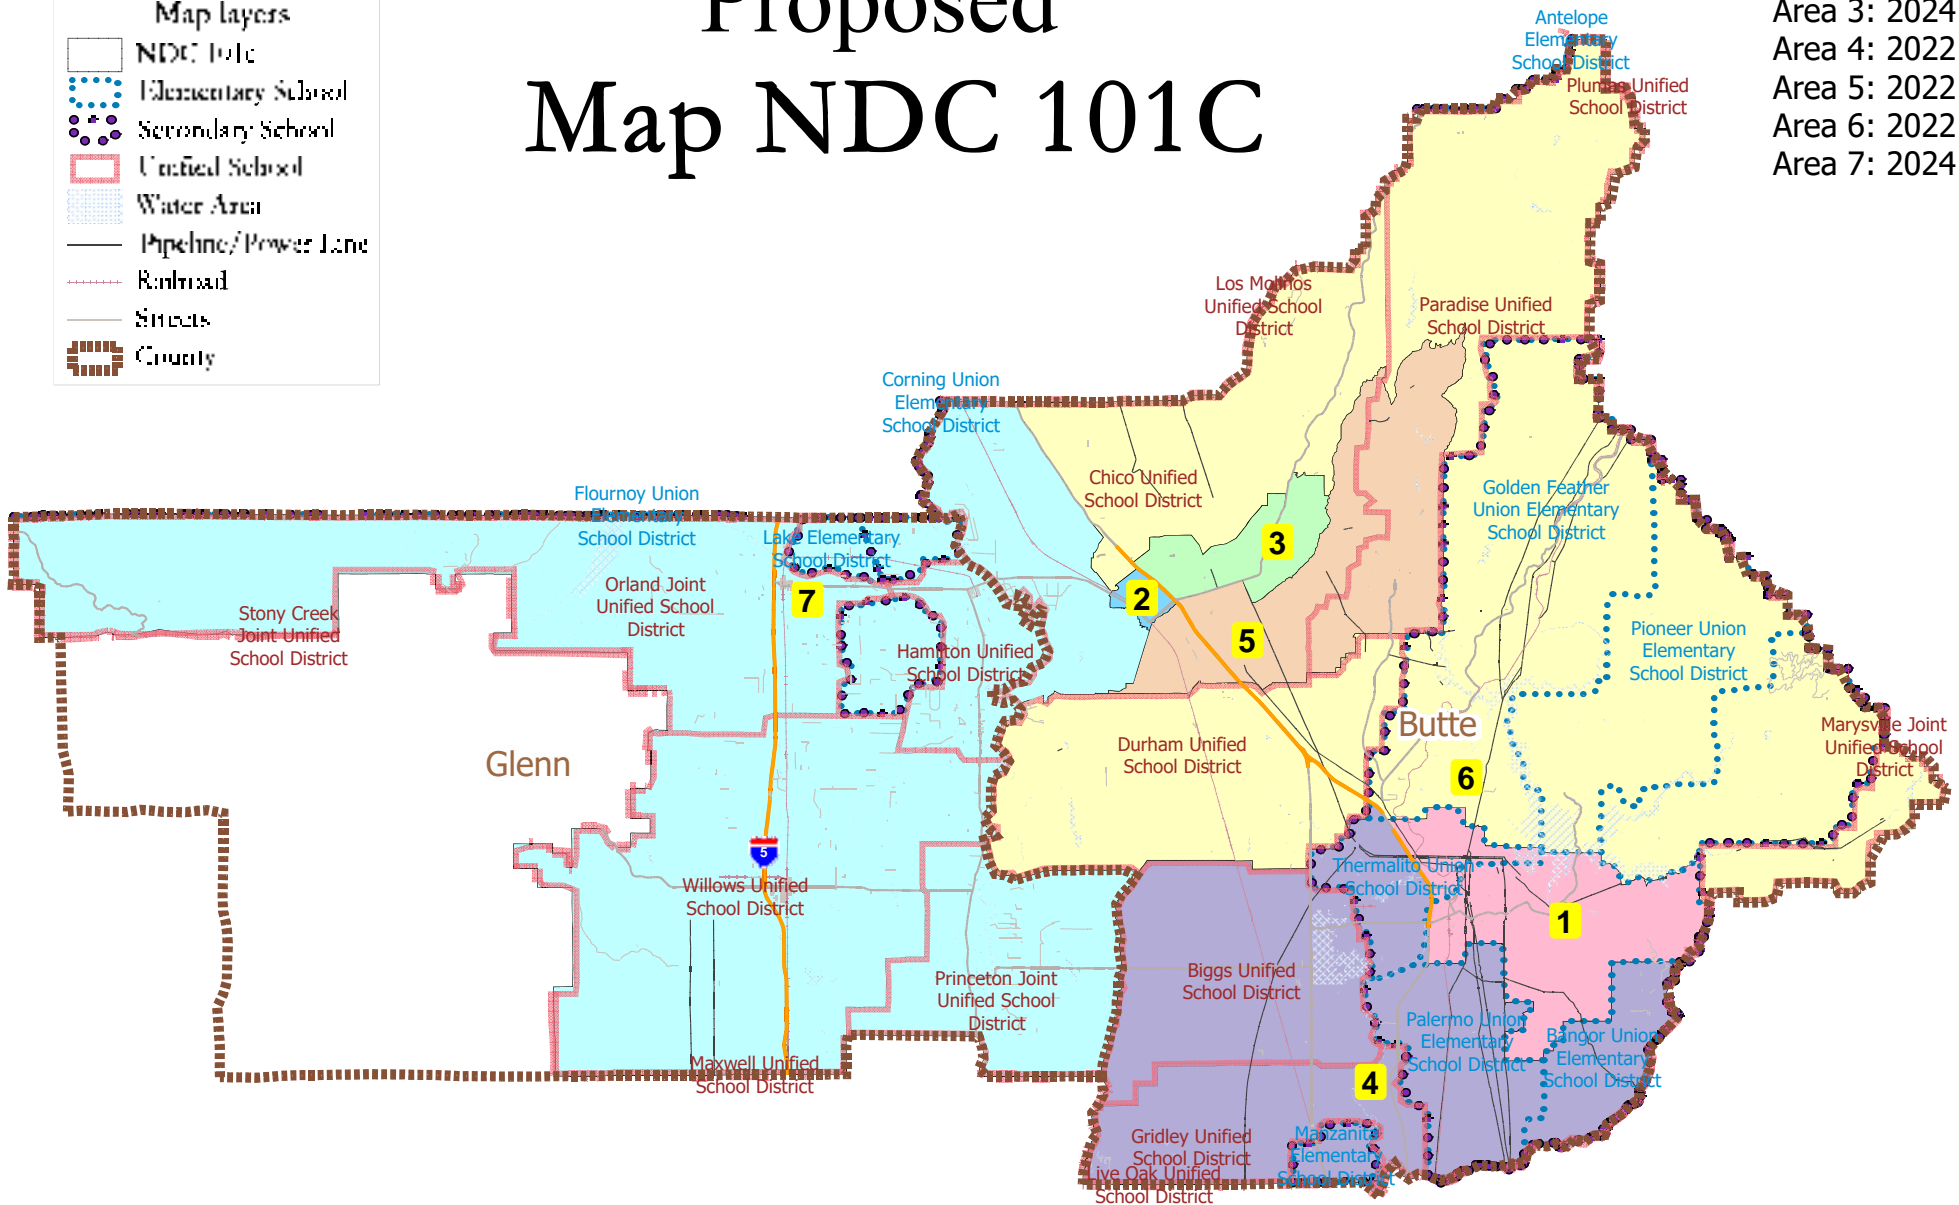 Proposed
Map NDC 101C
Map layers
NDC 101c
Elementary School
Secondary School
Unified School
Water Area
Pipeline/Power Line
Railroad
Streets
County
Area 3: 2024
Area 4: 2022
Area 5: 2022
Area 6: 2022
Area 7: 2024
Antelope
Elementary
School District
Plumas Unified
School District
Los Molinos
Unified School
District
Paradise Unified
School District
Corning Union
Elementary
School District
Chico Unified
School District
Golden Feather
Union Elementary
School District
Flournoy Union
Elementary
School District
Lake Elementary
School District
3
Orland Joint
Unified School
District
7
2
Stony Creek
Joint Unified
School District
Hamilton Unified
School District
5
Pioneer Union
Elementary
School District
Glenn
Durham Unified
School District
Butte
Marysville Joint
Unified School
District
6
5
Willows Unified
School District
Thermalito Union
School District
1
Princeton Joint
Unified School
District
Biggs Unified
School District
Palermo Union
Elementary
School District
Bangor Union
Elementary
School District
Maxwell Unified
School District
4
Gridley Unified
School District
Manzanita
Elementary
School District
Live Oak Unified
School District